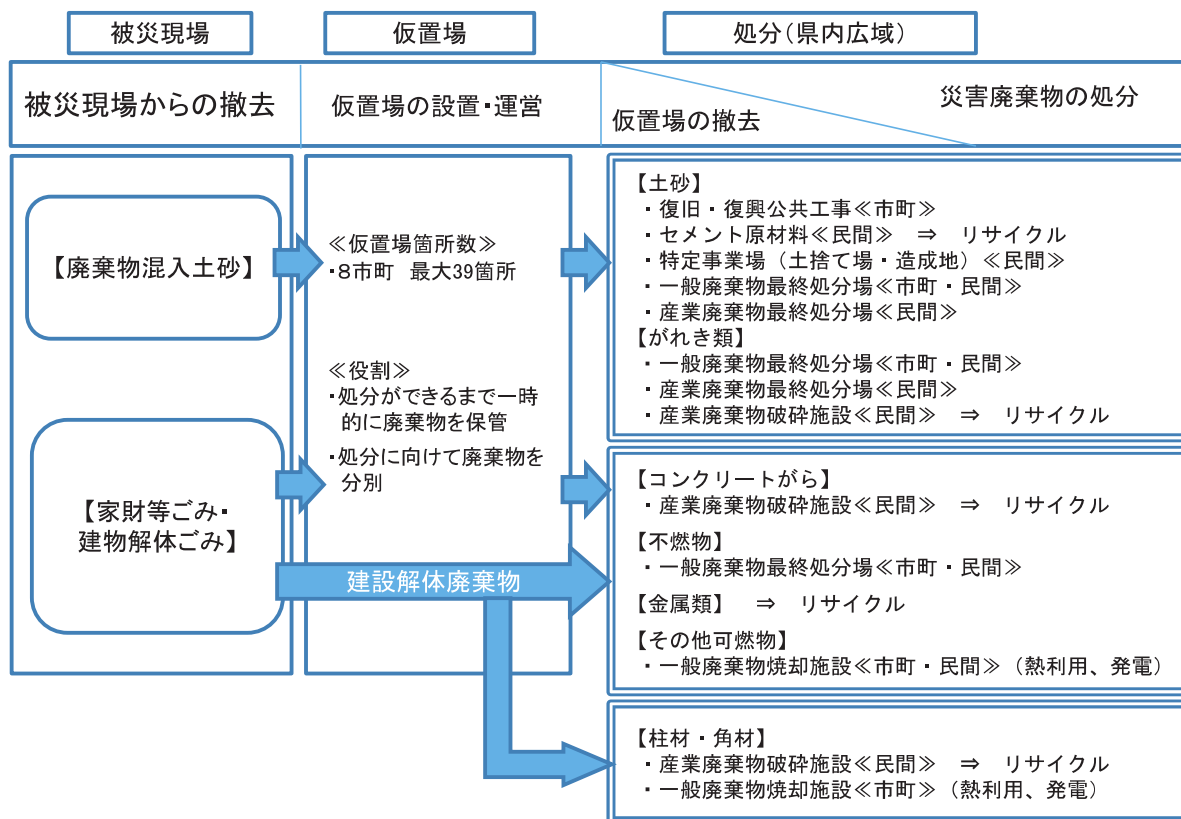 被災現場
仮置場
処分(県内広域)
被災現場からの撤去
仮置場の設置・運営
仮置場の撤去
災害廃棄物の処分
【廃棄物混入土砂】
【家財等ごみ・
建物解体ごみ】
≪仮置場箇所数≫
・8市町 最大39箇所
≪役割≫
・処分ができるまで一時
的に廃棄物を保管
・処分に向けて廃棄物を
分別
建設解体廃棄物
【土砂】
・復旧・復興公共工事≪市町≫
・セメント原材料≪民間≫ ⇒ リサイクル
・特定事業場(土捨て場・造成地)≪民間≫
・一般廃棄物最終処分場≪市町・民間≫
・産業廃棄物最終処分場≪民間≫
【がれき類】
・一般廃棄物最終処分場≪市町・民間≫
・産業廃棄物最終処分場≪民間≫
・産業廃棄物破砕施設≪民間≫ ⇒ リサイクル
【コンクリートがら】
・産業廃棄物破砕施設≪民間≫ ⇒ リサイクル
【不燃物】
・一般廃棄物最終処分場≪市町・民間≫
【金属類】 ⇒ リサイクル
【その他可燃物】
・一般廃棄物焼却施設≪市町・民間≫(熱利用、発電)
【柱材・角材】
・産業廃棄物破砕施設≪民間≫ ⇒ リサイクル
・一般廃棄物焼却施設≪市町≫(熱利用、発電)